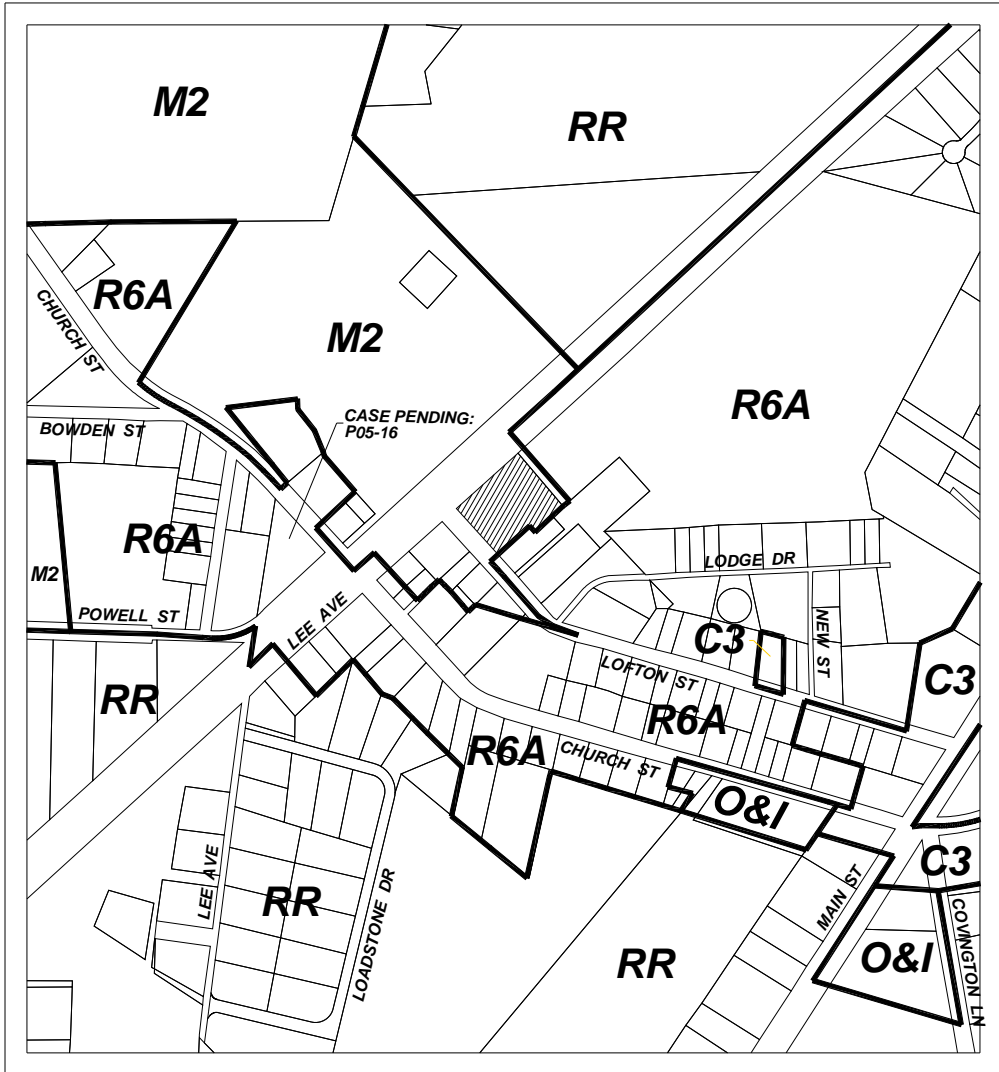 M2
RR
R6A
CHURCH ST
M2
R6A
CASE PENDING:
P05-16
BOWDEN ST
R6A
M2
POWELL ST
LEE AVE
LODGE DR
NEW ST
C3
LOFTON ST
C3
RR
R6A
R6A
CHURCH ST
O&I
C3
LEE AVE
RR
LOADSTONE DR
MAIN ST
RR
O&I
COVINGTON LN